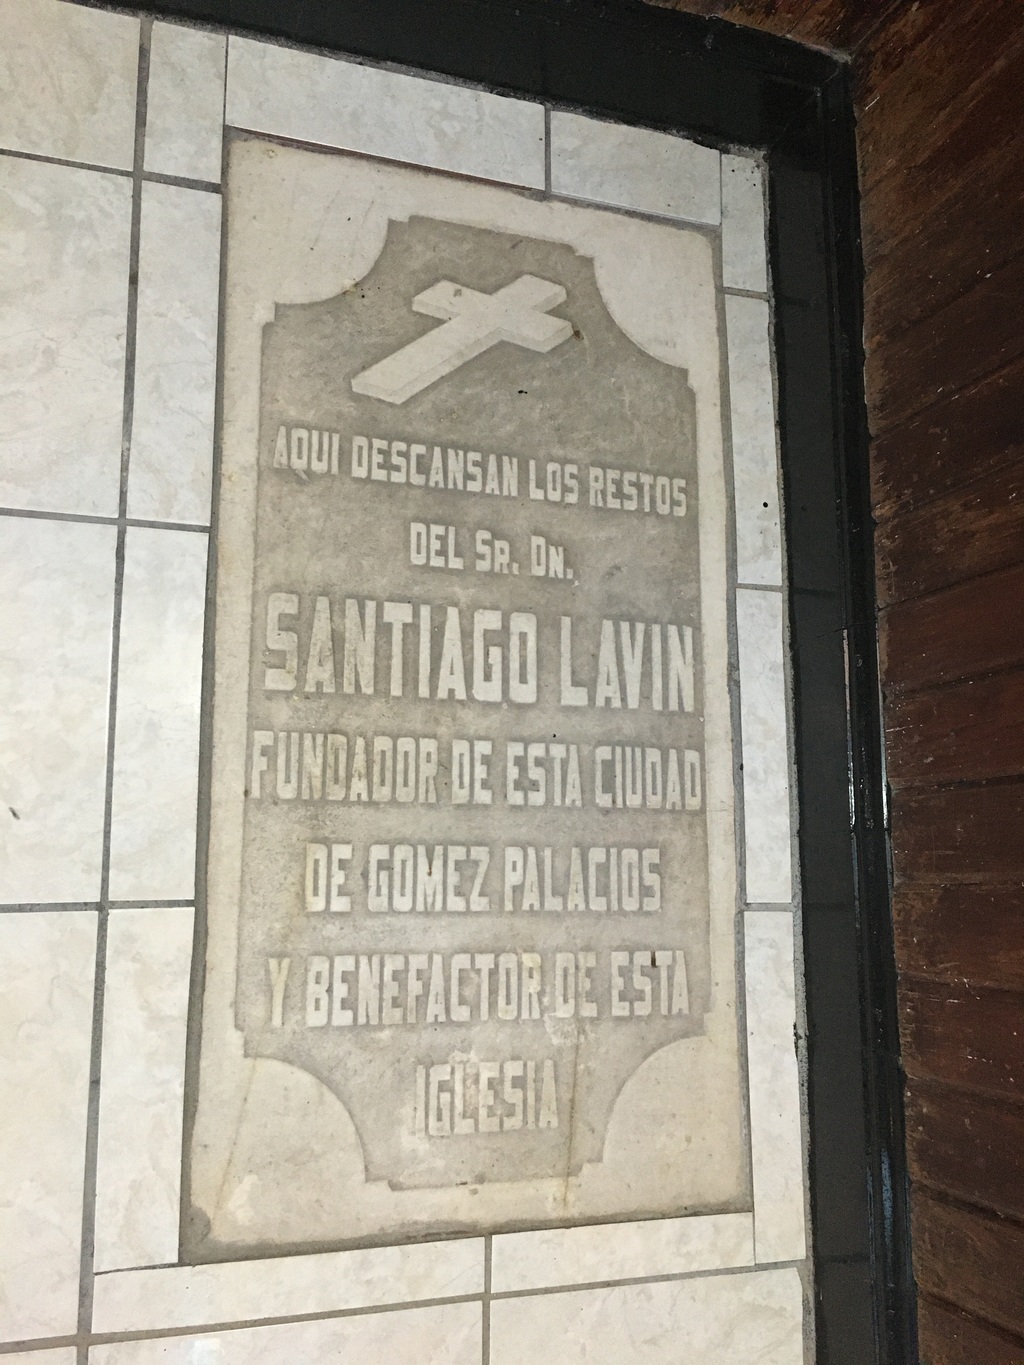 AQUI DESCANSAN LOS RESTOS
DEL SR. DN.
SANTIAGO LAVIN
FUNDADOR DE ESTA CIUDAD
DE GOMEZ PALACIOS
Y BENEFACTOR DE ESTA
IGLESIA